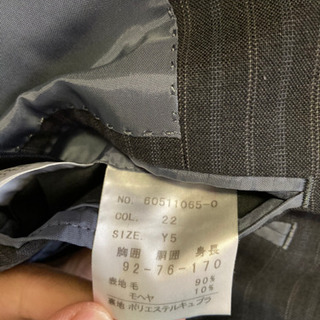 NO. 60511065-0
COL. 22
SIZE. Y5
胸囲 胴囲 身長
92-76-170
表地 毛 90%
モヘヤ 10%
裏地 ポリエステルキュプラ